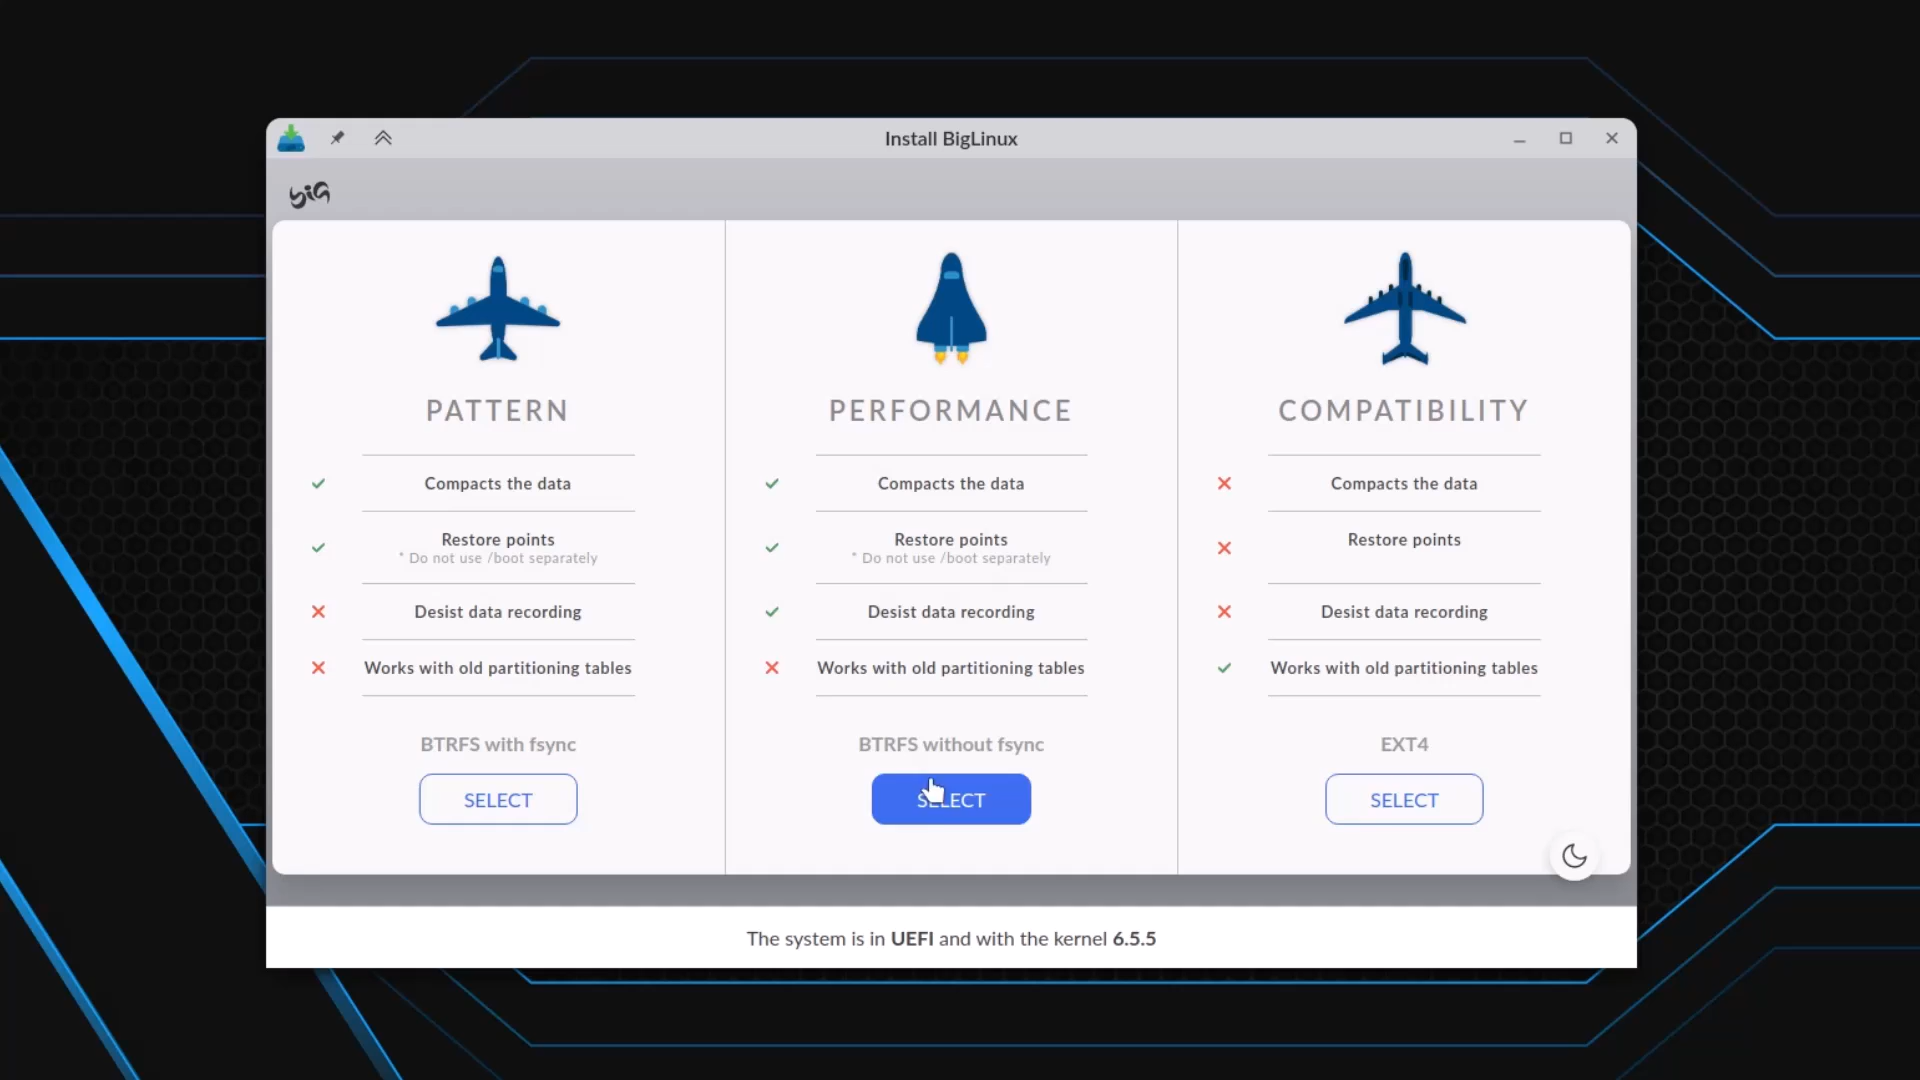 Install BigLinux
big
PATTERN
Compacts the data
Restore points
* Do not use /boot separately
Desist data recording
Works with old partitioning tables
BTRFS with fsync
SELECT
PERFORMANCE
Compacts the data
Restore points
* Do not use /boot separately
Desist data recording
Works with old partitioning tables
BTRFS without fsync
SELECT
COMPATIBILITY
Compacts the data
Restore points
Desist data recording
Works with old partitioning tables
EXT4
SELECT
The system is in UEFI and with the kernel 6.5.5